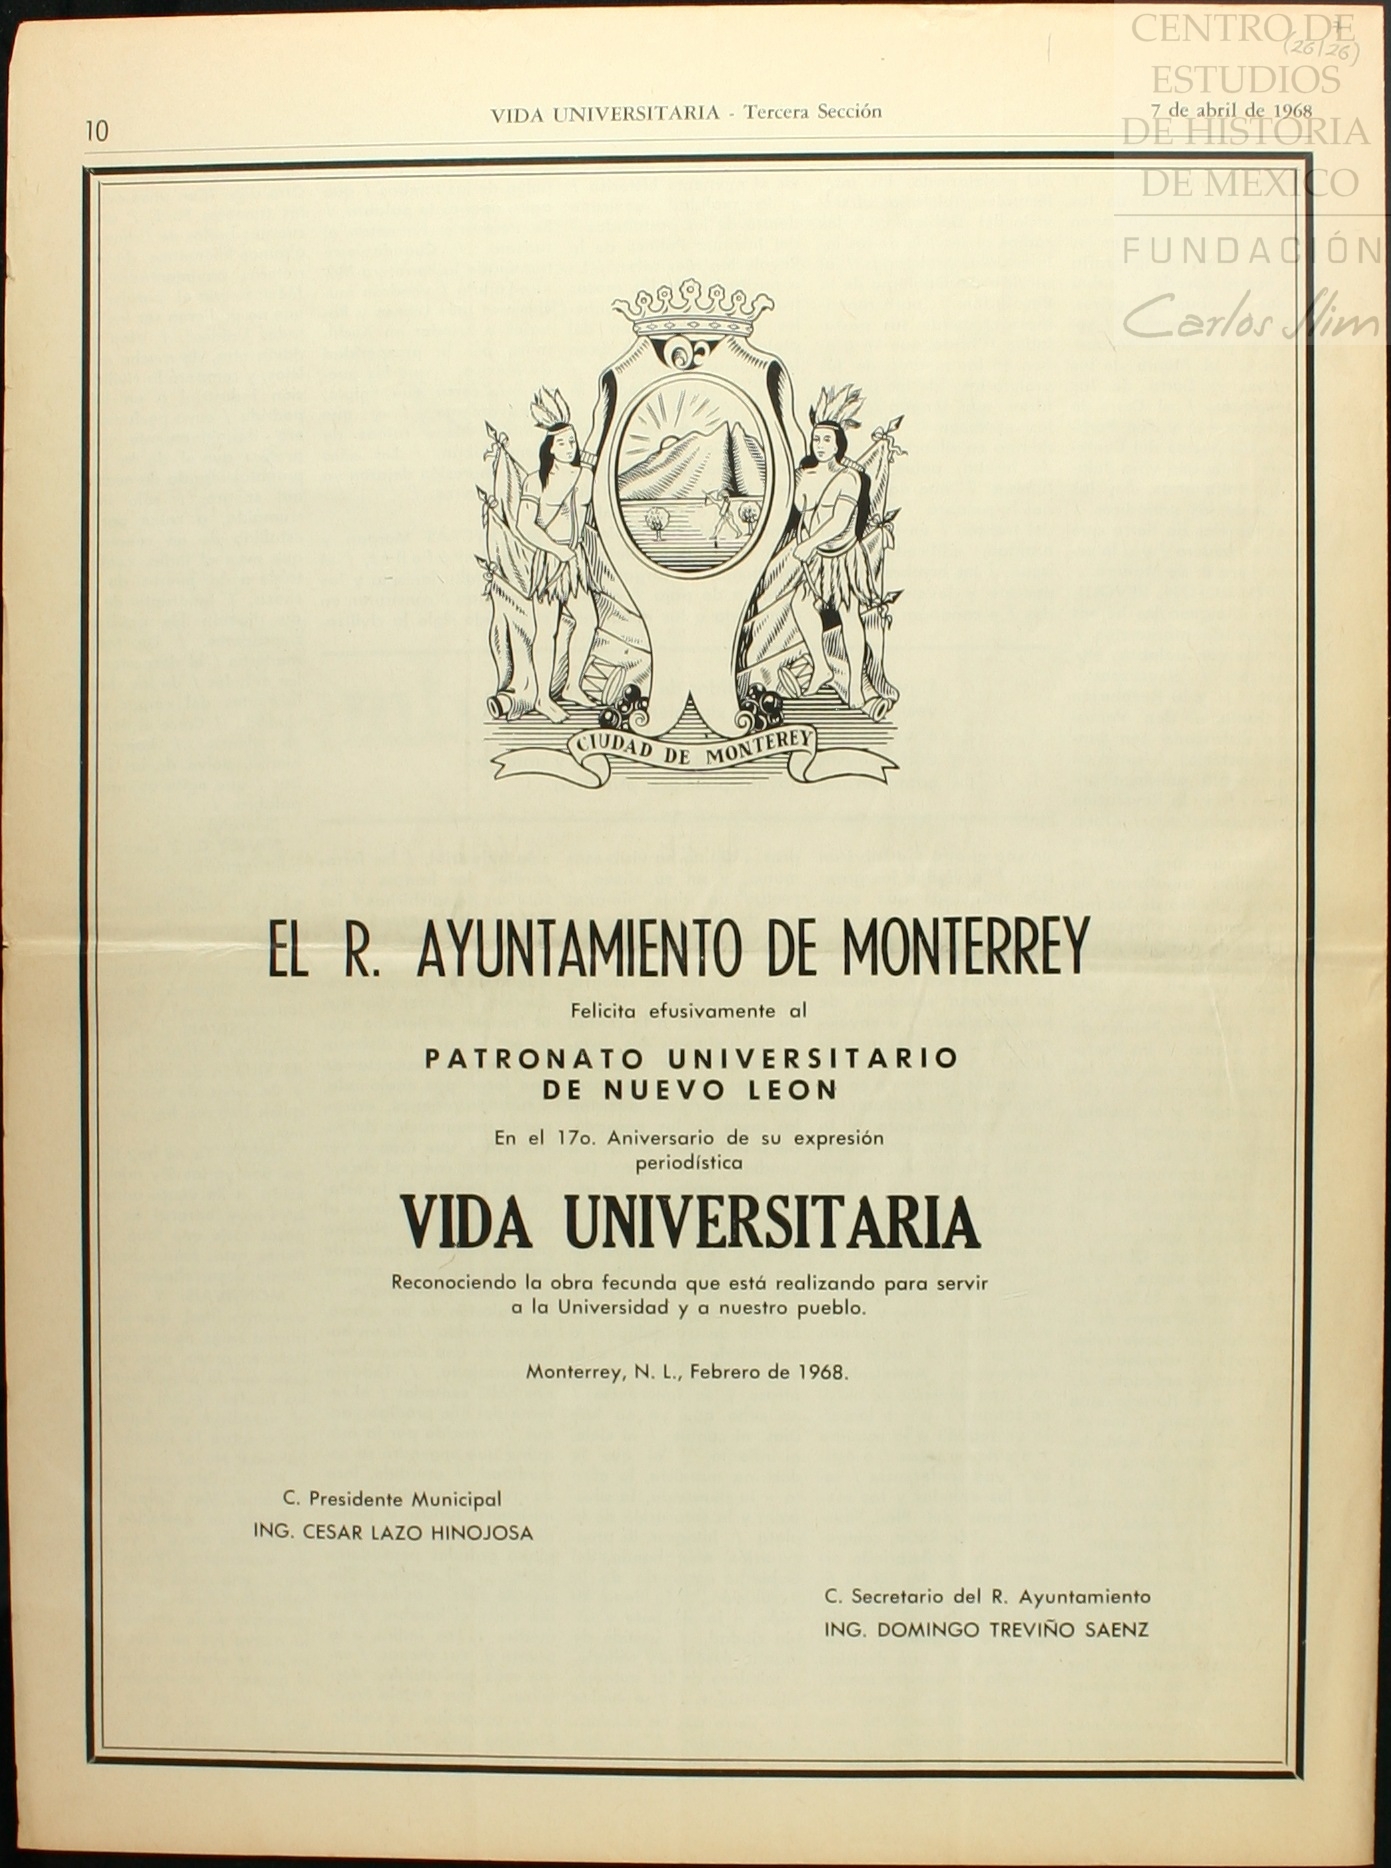 CENTRO DE
(26/26)
ESTUDIOS
DE HISTORIA
DE MEXICO
FUNDACIÓN
Carlos Slim
10
VIDA UNIVERSITARIA - Tercera Sección
7 de abril de 1968
CIUDAD DE MONTEREY
EL R. AYUNTAMIENTO DE MONTERREY
Felicita efusivamente al
PATRONATO UNIVERSITARIO
DE NUEVO LEON
En el 17o. Aniversario de su expresión
periodística
VIDA UNIVERSITARIA
Reconociendo la obra fecunda que está realizando para servir
a la Universidad y a nuestro pueblo.
Monterrey, N. L., Febrero de 1968.
C. Presidente Municipal
ING. CESAR LAZO HINOJOSA
C. Secretario del R. Ayuntamiento
ING. DOMINGO TREVIÑO SAENZ